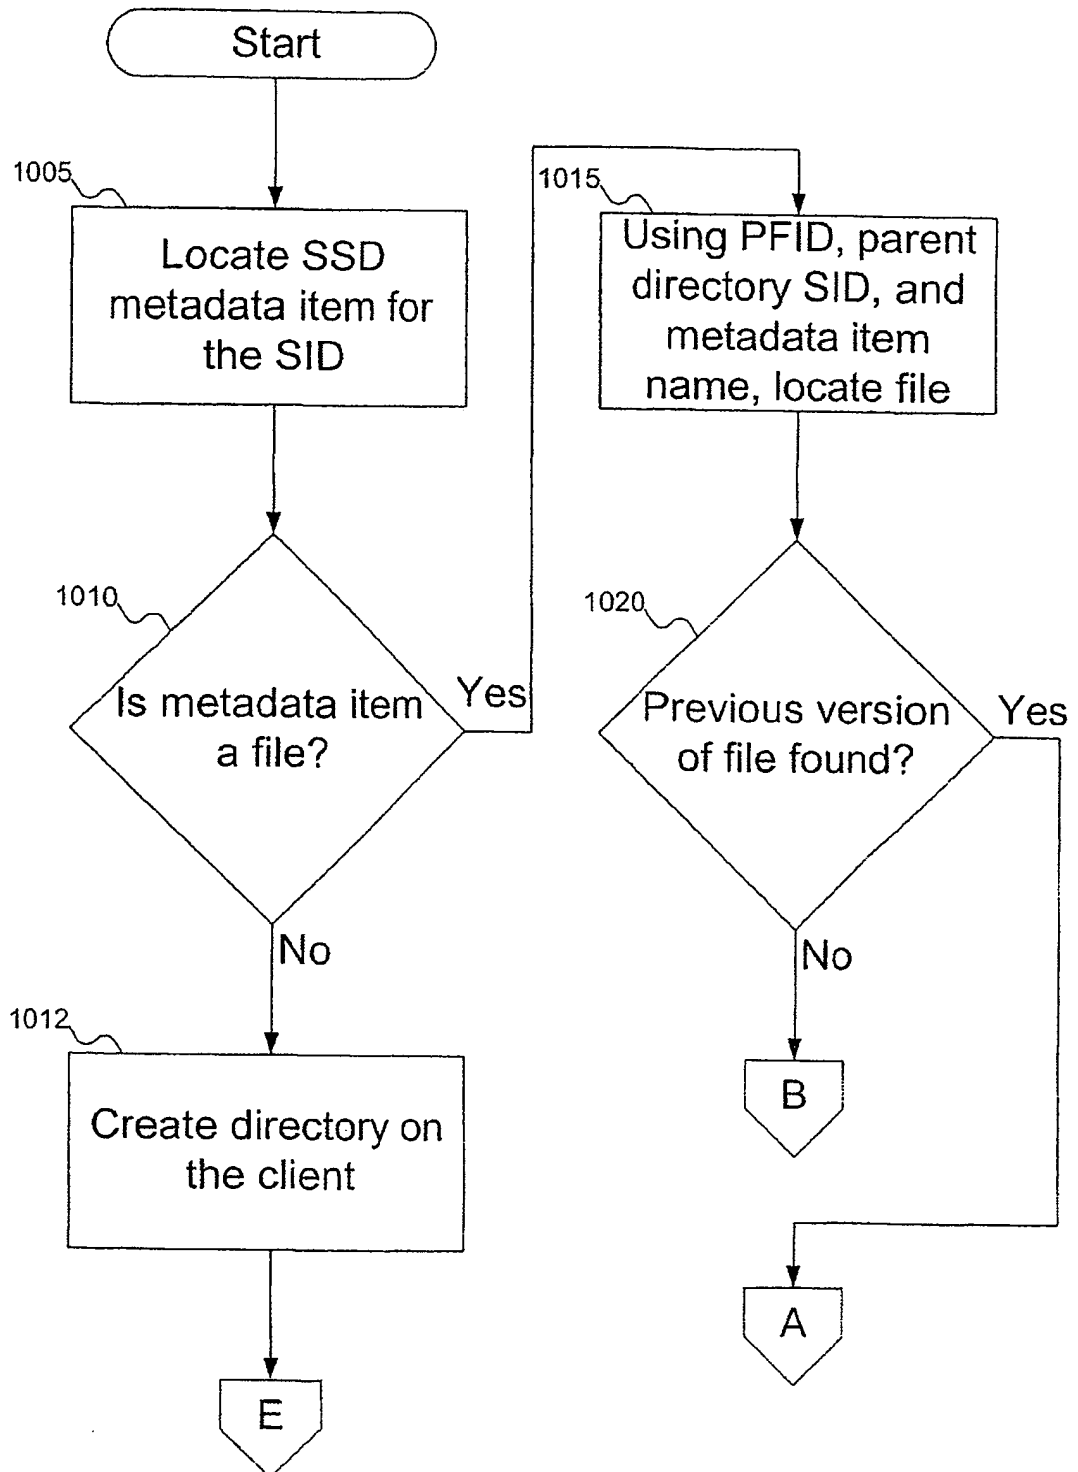 Start
1005
Locate SSD
metadata item for
the SID
1010
Is metadata item
a file?
Yes
No
1012
Create directory on
the client
E
1015
Using PFID, parent
directory SID, and
metadata item
name, locate file
1020
Previous version
of file found?
Yes
No
B
A